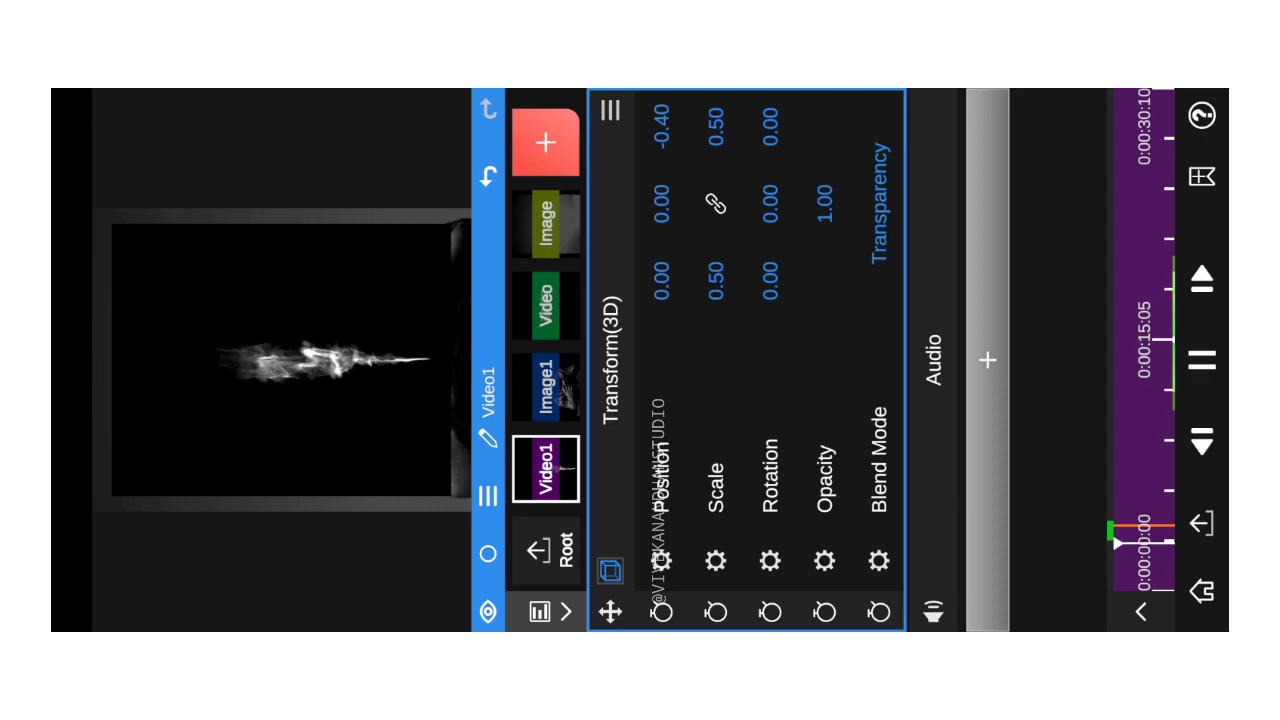 Video1
Root
Video1
Image1
Video
Image
Transform(3D)
@VIVEKANANDHANSTUDIO
Position 0.00 0.00 -0.40
Scale 0.50 0.50
Rotation 0.00 0.00 0.00
Opacity 1.00
Blend Mode Transparency
Audio
0:00:00:00 0:00:15:05 0:00:30:10